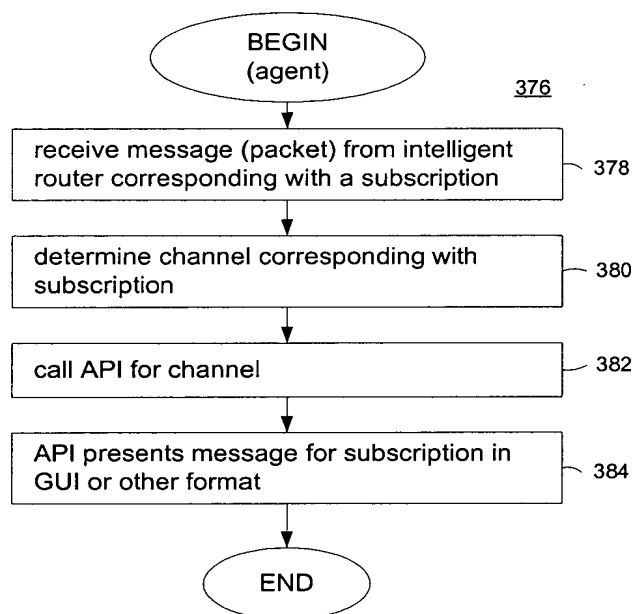 BEGIN
(agent)
376
receive message (packet) from intelligent
router corresponding with a subscription
378
determine channel corresponding with
subscription
380
call API for channel
382
API presents message for subscription in
GUI or other format
384
END